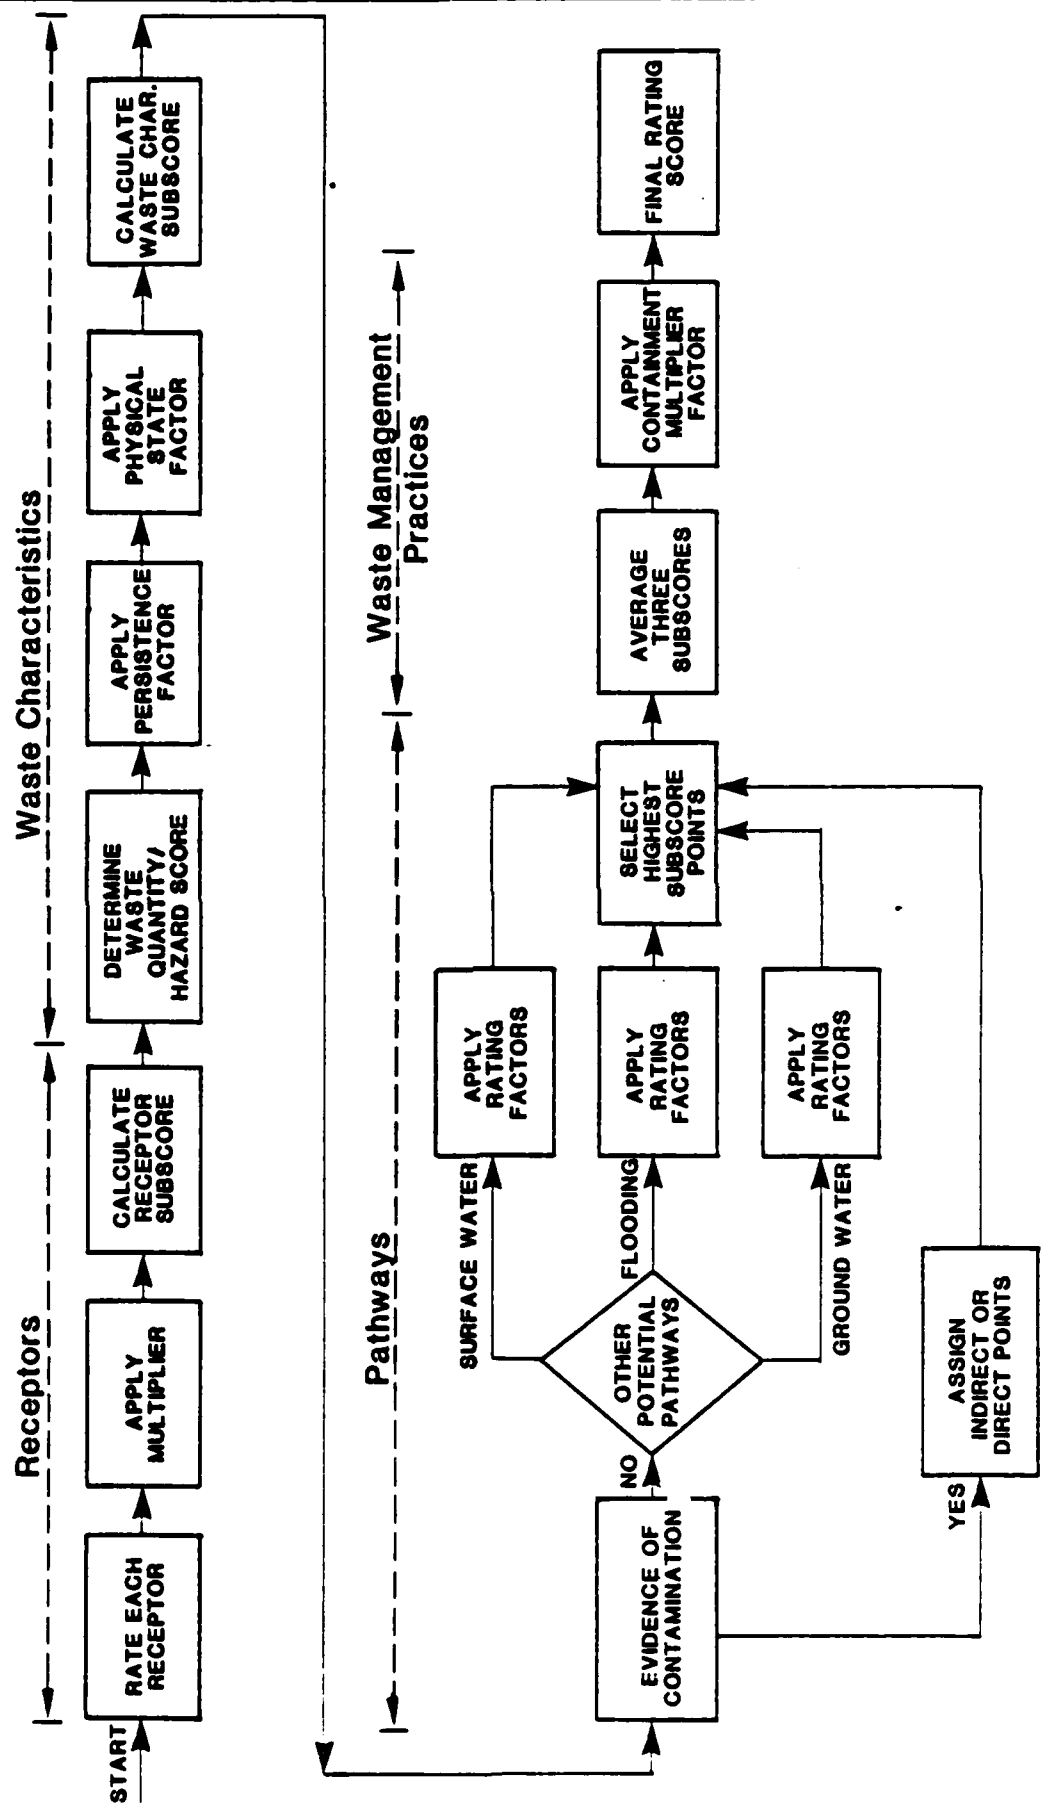 Receptors
Waste Characteristics
START
RATE EACH
RECEPTOR
APPLY
MULTIPLIER
CALCULATE
RECEPTOR
SUBSCORE
DETERMINE
WASTE
QUANTITY/
HAZARD SCORE
APPLY
PERSISTENCE
FACTOR
APPLY
PHYSICAL
STATE
FACTOR
CALCULATE
WASTE CHAR.
SUBSCORE
Pathways
Waste Management
Practices
EVIDENCE OF
CONTAMINATION
NO
YES
OTHER
POTENTIAL
PATHWAYS
SURFACE WATER
FLOODING
GROUND WATER
ASSIGN
INDIRECT OR
DIRECT POINTS
APPLY
RATING
FACTORS
APPLY
RATING
FACTORS
APPLY
RATING
FACTORS
SELECT
HIGHEST
SUBSCORE
POINTS
AVERAGE
THREE
SUBSCORES
APPLY
CONTAINMENT
MULTIPLIER
FACTOR
FINAL RATING
SCORE